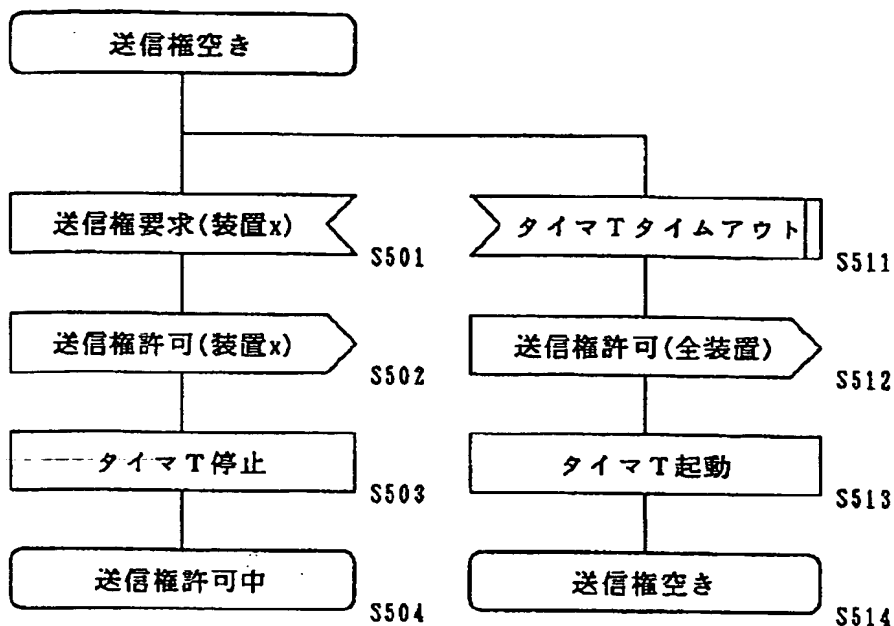 送信権空き
送信権要求(装置x)
S501
送信権許可(装置x)
S502
タイマT停止
S503
送信権許可中
S504
タイマTタイムアウト
S511
送信権許可(全装置)
S512
タイマT起動
S513
送信権空き
S514